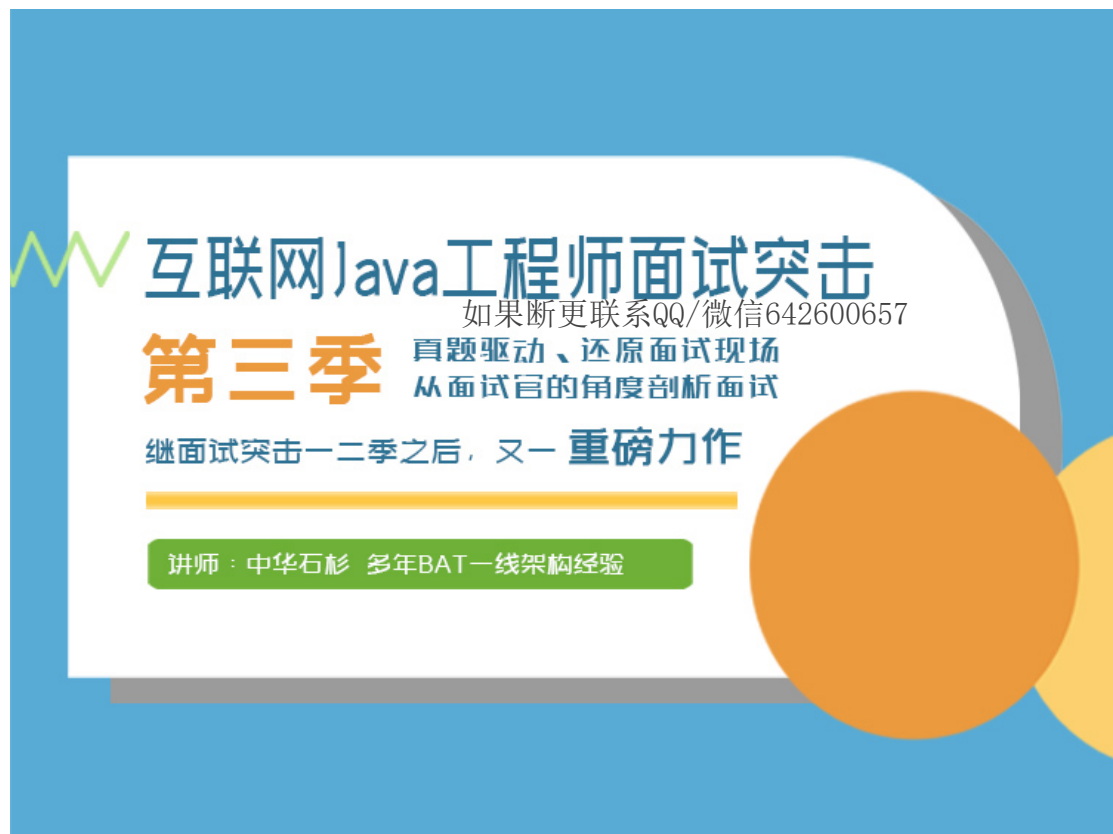 互联网Java工程师面试突击
如果断更联系QQ/微信642600657
第三季
真题驱动、还原面试现场
从面试官的角度剖析面试
继面试突击一二季之后，又一 重磅力作
讲师：中华石杉 多年BAT一线架构经验